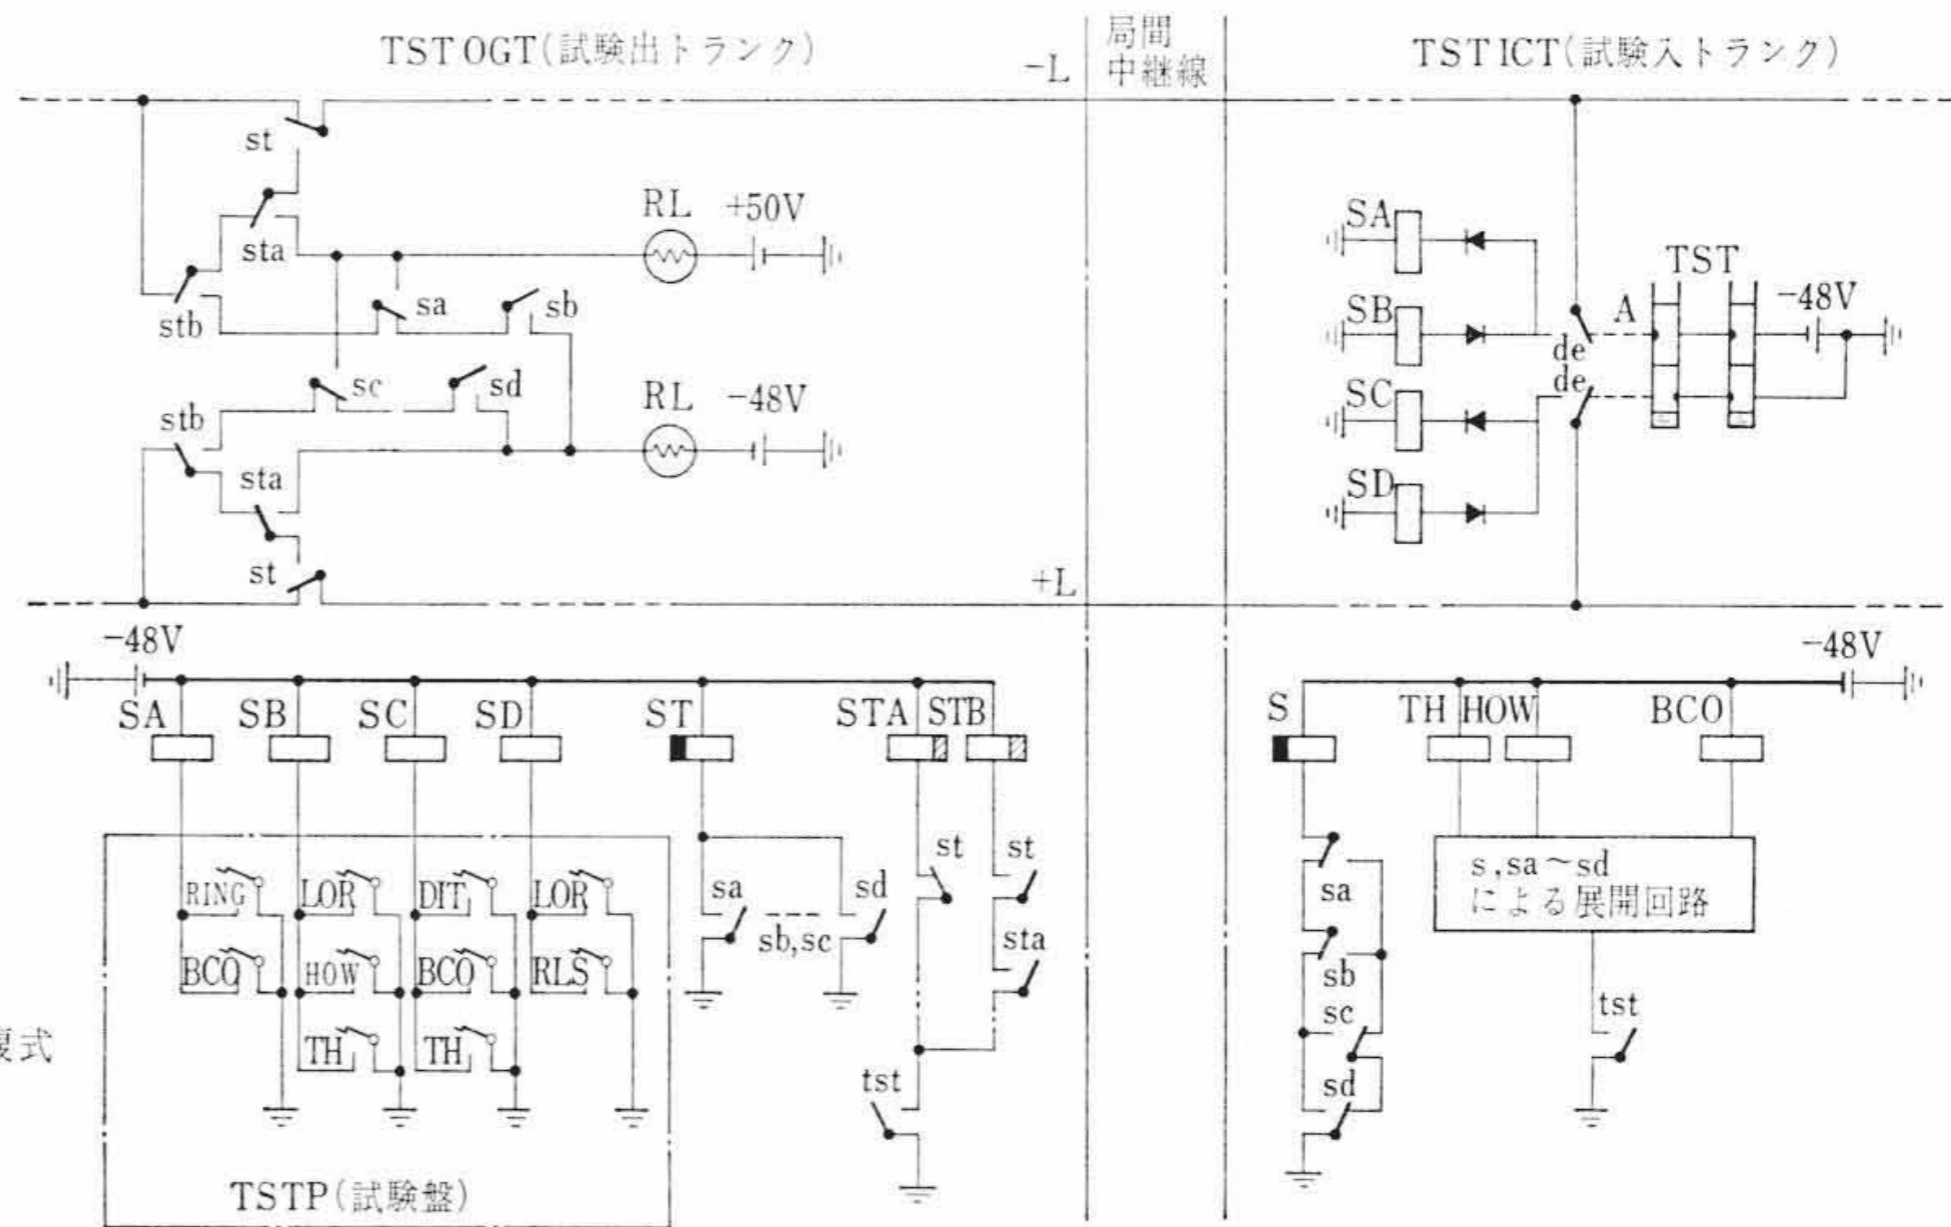 TST OGT(試験出トランク)
-L
局間
中継線
TST ICT(試験入トランク)
st
sta
RL +50V
stb
sa
sb
sc
sd
RL -48V
stb
sta
st
+L
SA
SB
SC
SD
TST
A
-48V
de
de
-48V
SA
SB
SC
SD
ST
STA
STB
RING
LOR
DIT
LOR
BCO
HOW
BCO
RLS
TH
TH
TSTP(試験盤)
sa
sb,sc
sd
st
st
sta
tst
-48V
S
TH
HOW
BCO
s,sa~sd
による展開回路
sa
sb
sc
sd
tst
複式